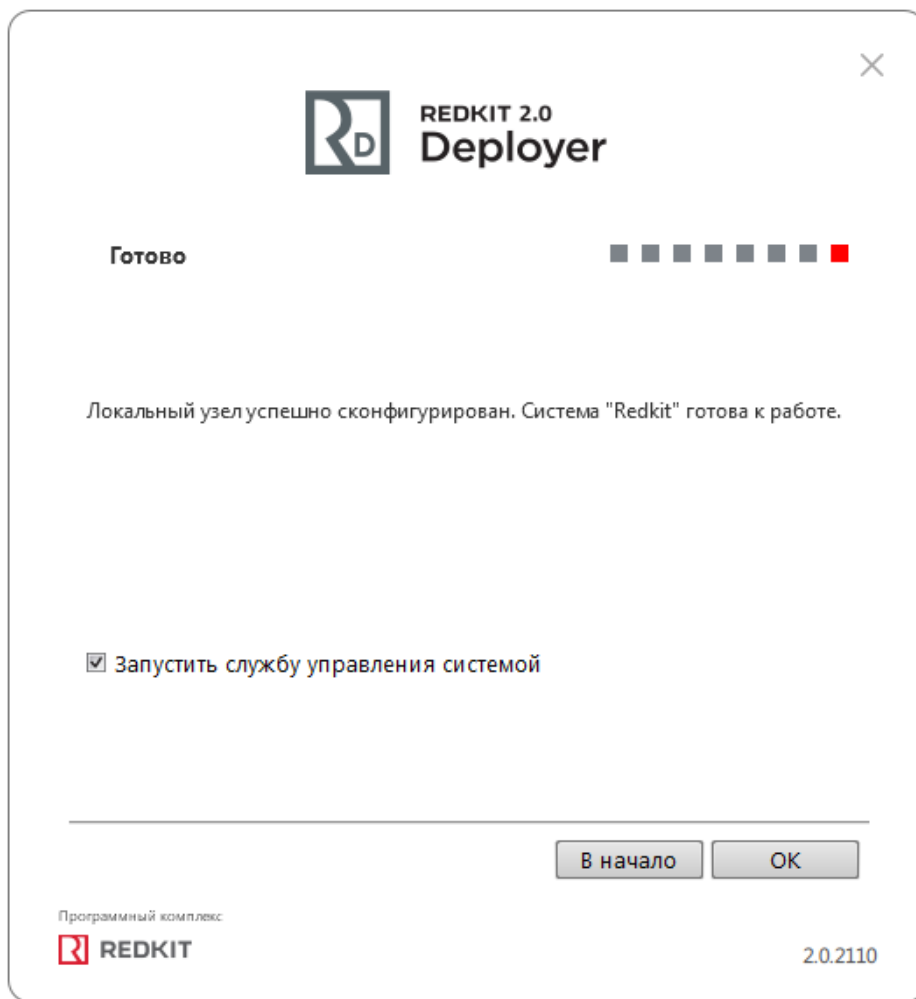 REDKIT 2.0
RD Deployer
Готово
Локальный узел успешно сконфигурирован. Система "Redkit" готова к работе.
Запустить службу управления системой
В начало OK
Программный комплекс
R REDKIT
2.0.2110